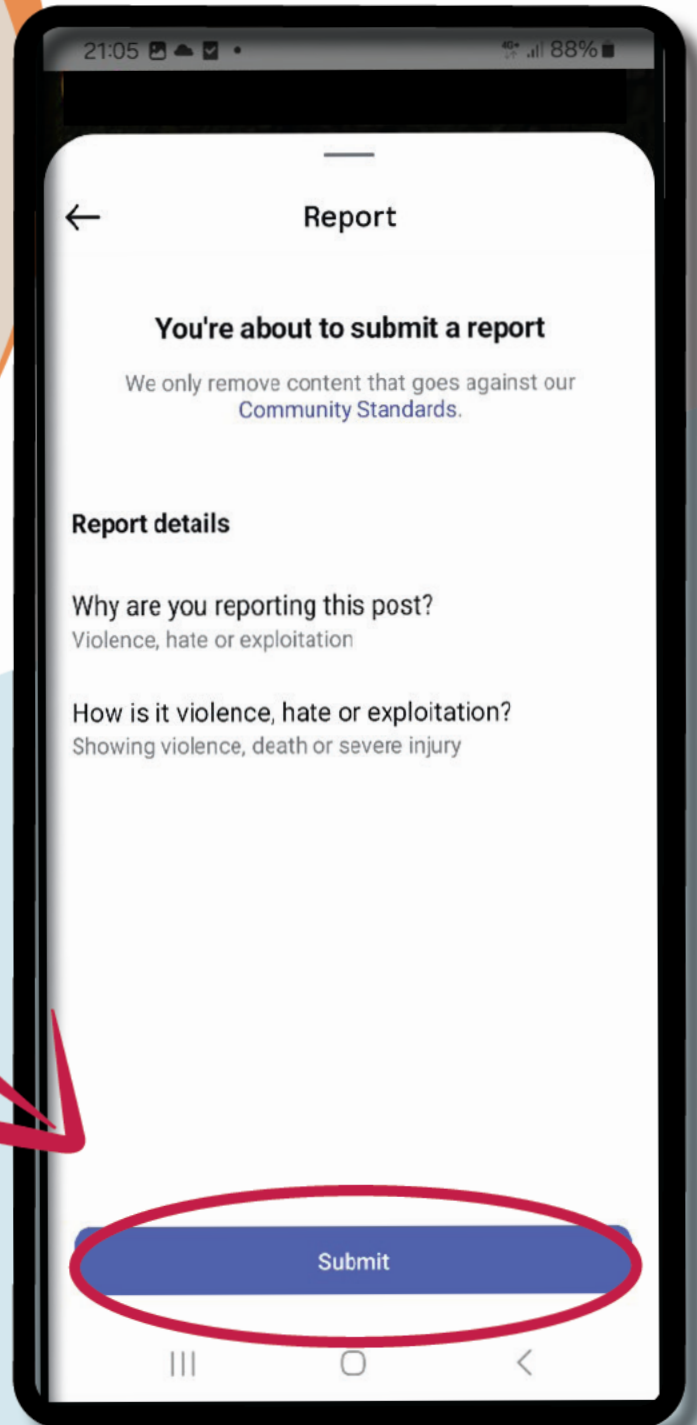 21:05
4G+ 88%
Report
You're about to submit a report
We only remove content that goes against our
Community Standards.
Report details
Why are you reporting this post?
Violence, hate or exploitation
How is it violence, hate or exploitation?
Showing violence, death or severe injury
Submit